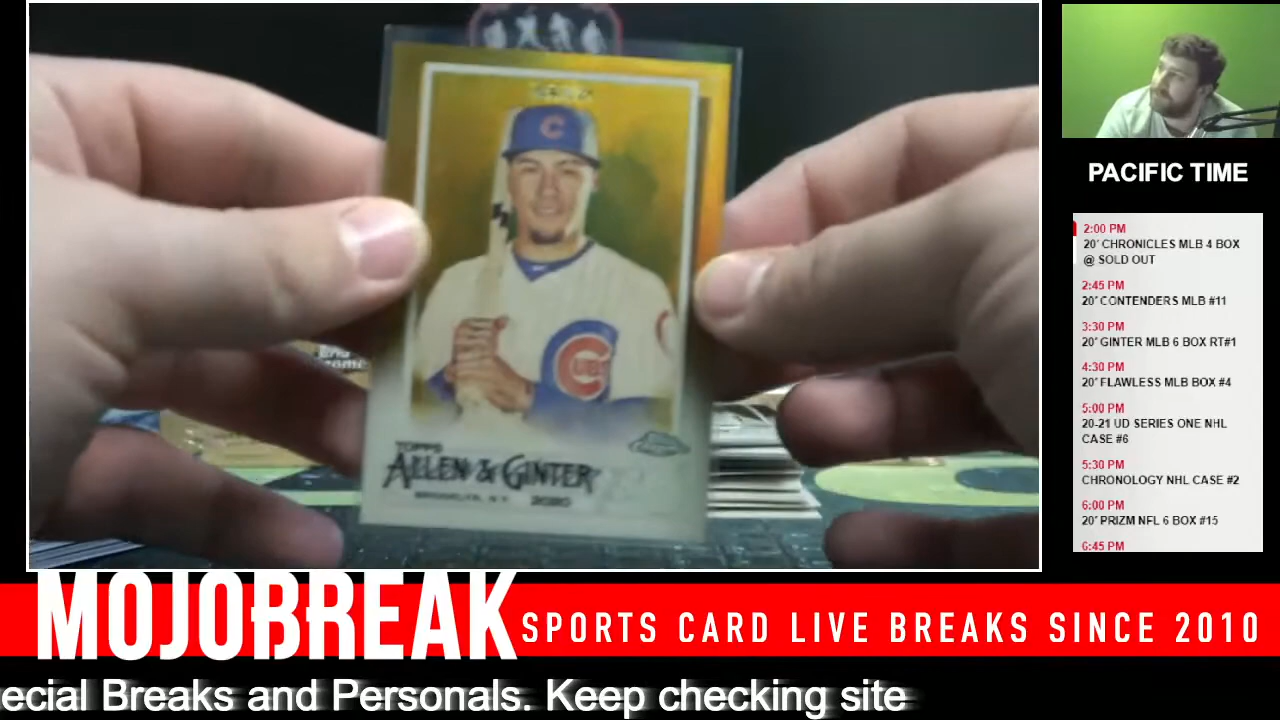 C
CUBS
TOPPS
ALLEN & GINTER
BROOKLYN, N.Y. 2020
PACIFIC TIME
2:00 PM
20' CHRONICLES MLB 4 BOX
@ SOLD OUT
2:45 PM
20' CONTENDERS MLB #11
3:30 PM
20' GINTER MLB 6 BOX RT#1
4:30 PM
20' FLAWLESS MLB BOX #4
5:00 PM
20-21 UD SERIES ONE NHL
CASE #6
5:30 PM
CHRONOLOGY NHL CASE #2
6:00 PM
20' PRIZM NFL 6 BOX #15
6:45 PM
MOJOBREAK
SPORTS CARD LIVE BREAKS SINCE 2010
ecial Breaks and Personals. Keep checking site